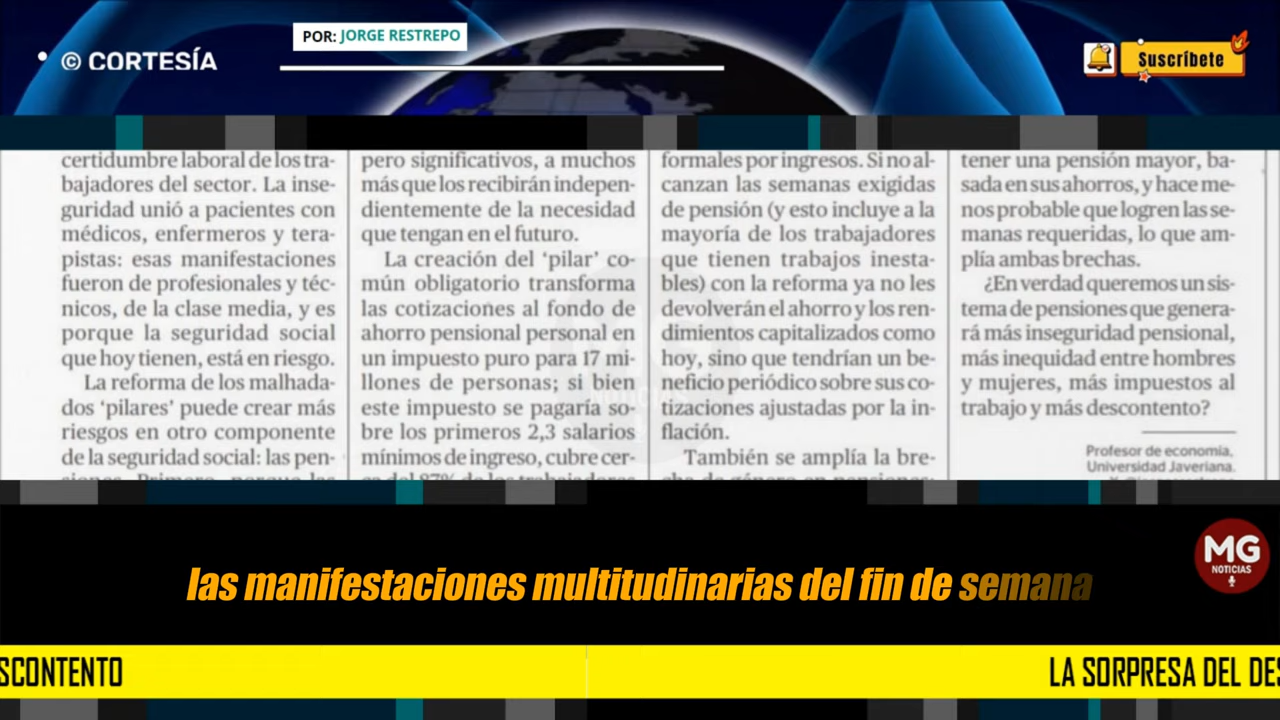 © CORTESÍA
POR: JORGE RESTREPO
Suscríbete
certidumbre laboral de los tra-
bajadores del sector. La inse-
guridad unió a pacientes con
médicos, enfermeros y tera-
pistas: esas manifestaciones
fueron de profesionales y téc-
nicos, de la clase media, y es
porque la seguridad social
que hoy tienen, está en riesgo.
La reforma de los malhada-
dos 'pilares' puede crear más
riesgos en otro componente
de la seguridad social: las pen-
pero significativos, a muchos
más que los recibirán indepen-
dientemente de la necesidad
que tengan en el futuro.
La creación del 'pilar' co-
mún obligatorio transforma
las cotizaciones al fondo de
ahorro pensional personal en
un impuesto puro para 17 mi-
llones de personas; si bien
este impuesto se pagaría so-
bre los primeros 2,3 salarios
mínimos de ingreso, cubre cer-
formales por ingresos. Si no al-
canzan las semanas exigidas
de pensión (y esto incluye a la
mayoría de los trabajadores
que tienen trabajos inesta-
bles) con la reforma ya no les
devolverán el ahorro y los ren-
dimientos capitalizados como
hoy, sino que tendrían un be-
neficio periódico sobre sus co-
tizaciones ajustadas por la in-
flación.
También se amplía la bre-
tener una pensión mayor, ba-
sada en sus ahorros, y hace me-
nos probable que logren las se-
manas requeridas, lo que am-
plía ambas brechas.
¿En verdad queremos un sis-
tema de pensiones que genera-
rá más inseguridad pensional,
más inequidad entre hombres
y mujeres, más impuestos al
trabajo y más descontento?
Profesor de economía,
Universidad Javeriana.
las manifestaciones multitudinarias del fin de semana
MG
NOTICIAS
SCONTENTO
LA SORPRESA DEL DES